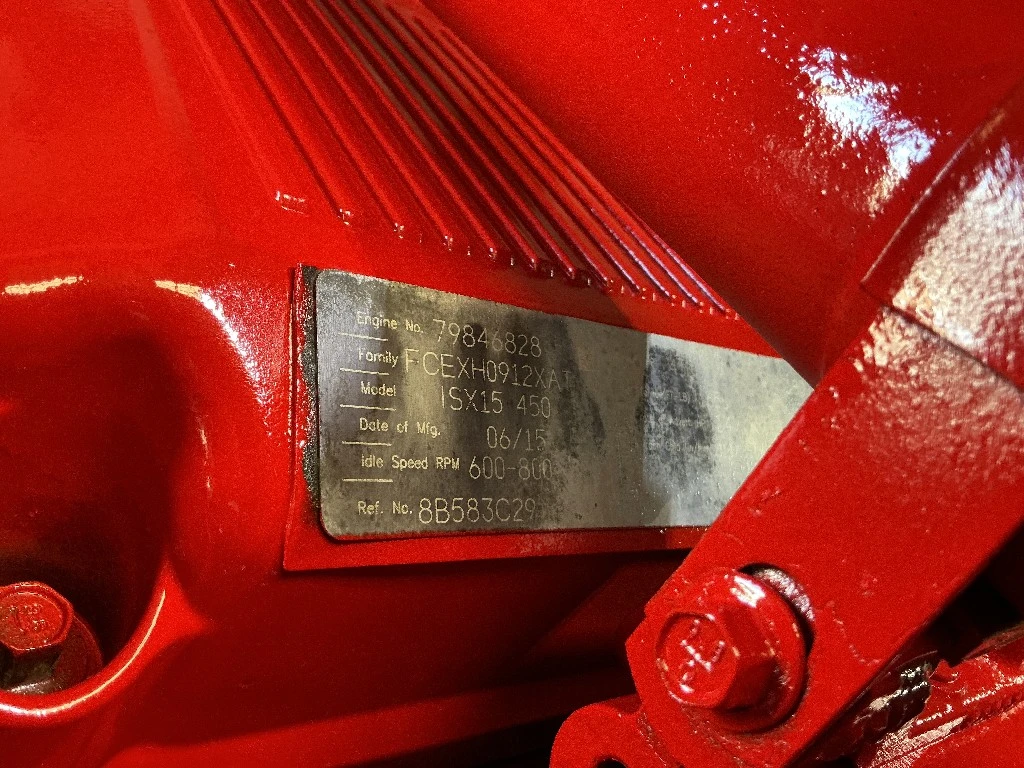 Engine No. 79846828
Family FCEXH0912XAT
Model ISX15 450
Date of Mfg. 06/15
Idle Speed RPM 600-800
Ref. No. 8B583C29